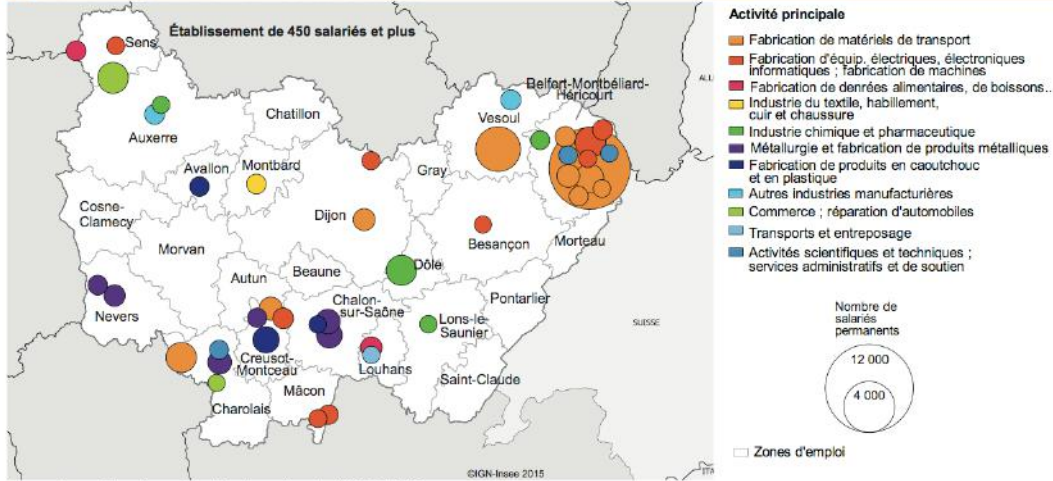 Établissement de 450 salariés et plus
Sens
Auxerre
Chatillon
Vesoul
Belfort-Montbéliard-
Héricourt
Avallon
Montbard
Gray
Cosne-
Clamecy
Dijon
Morvan
Besançon
Morteau
Autun
Beaune
Dôle
Nevers
Chalon-
sur-Saône
Pontarlier
Lons-le-
Saunier
SUISSE
Creusot-
Montceau
Louhans
Saint-Claude
Mâcon
Charolais
©IGN-Insee 2015
ALL
ITA
Activité principale
Fabrication de matériels de transport
Fabrication d'équip, électriques, électroniques
informatiques ; fabrication de machines
Fabrication de denrées alimentaires, de boissons..
Industrie du textile, habillement,
cuir et chaussure
Industrie chimique et pharmaceutique
Métallurgie et fabrication de produits métalliques
Fabrication de produits en caoutchouc
et en plastique
Autres industries manufacturières
Commerce ; réparation d'automobiles
Transports et entreposage
Activités scientifiques et techniques ;
services administratifs et de soutien
Nombre de
salariés
permanents
12 000
4 000
Zones d'emploi